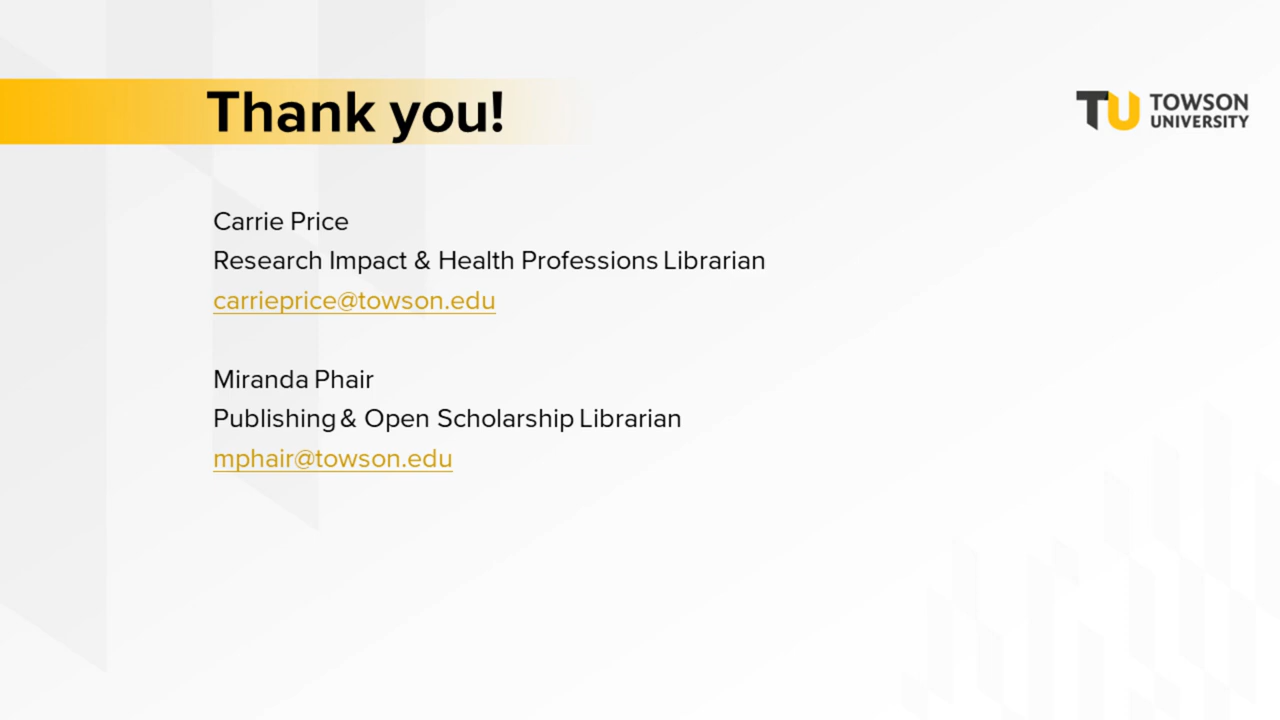 Thank you!
TU TOWSON
UNIVERSITY
Carrie Price
Research Impact & Health Professions Librarian
carrieprice@towson.edu
Miranda Phair
Publishing & Open Scholarship Librarian
mphair@towson.edu